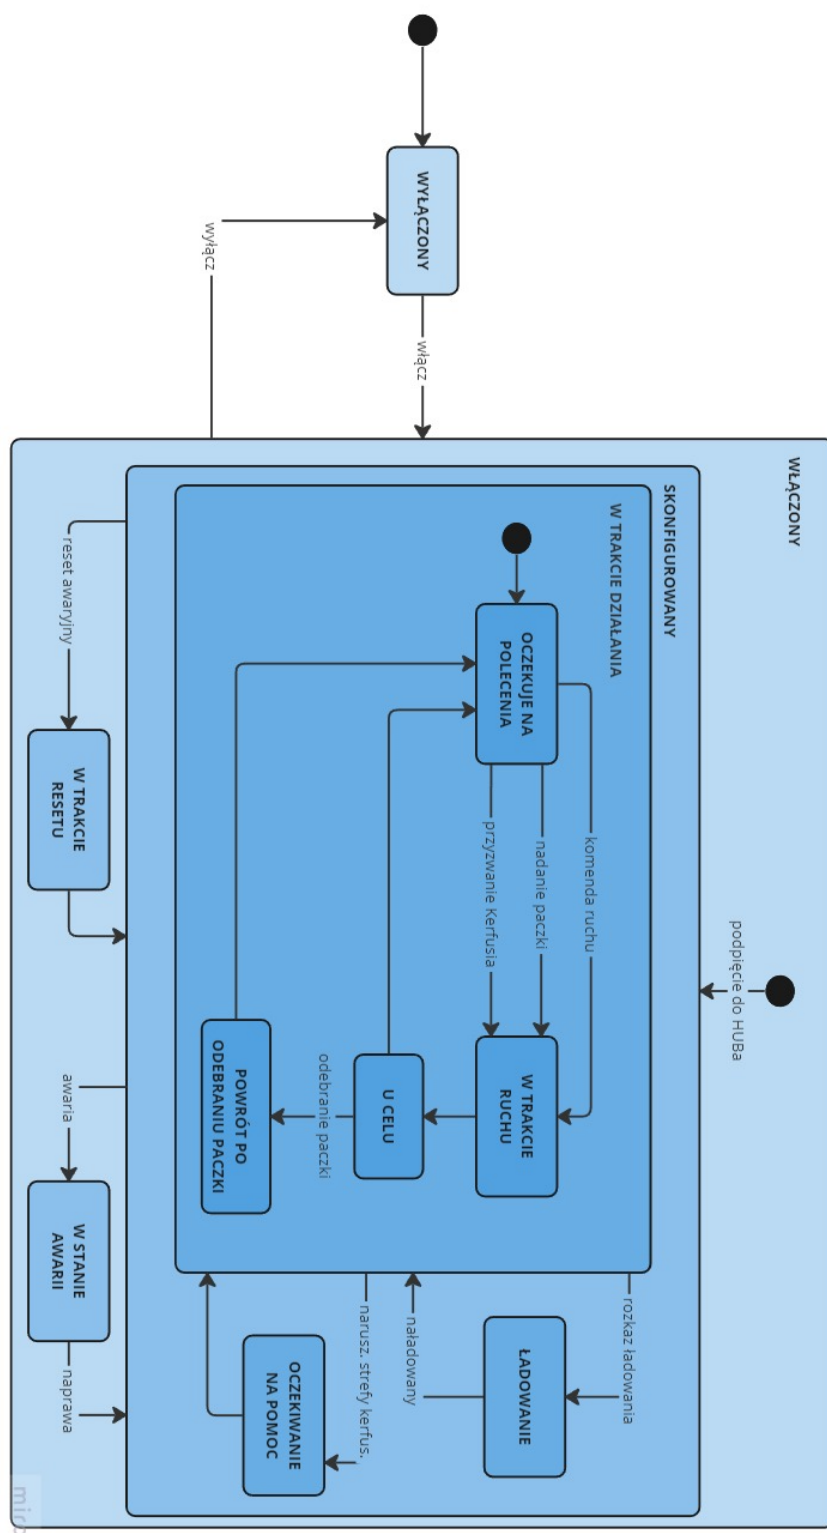 WYŁĄCZONY
włącz
wyłącz
WŁĄCZONY
SKONFIGUROWANY
W TRAKCIE DZIAŁANIA
OCZEKUJE NA
POLECENIA
komenda ruchu
nadanie paczki
przyzwanie Kerfusia
W TRAKCIE
RUCHU
U CELU
odebranie paczki
POWRÓT PO
ODEBRANIU PACZKI
podpięcie do HUBa
rozkaz ładowania
ŁADOWANIE
naładowany
narusz. strefy kerfus.
OCZEKIWANIE
NA POMOC
reset awaryjny
W TRAKCIE
RESETU
awaria
W STANIE
AWARII
naprawa
miro